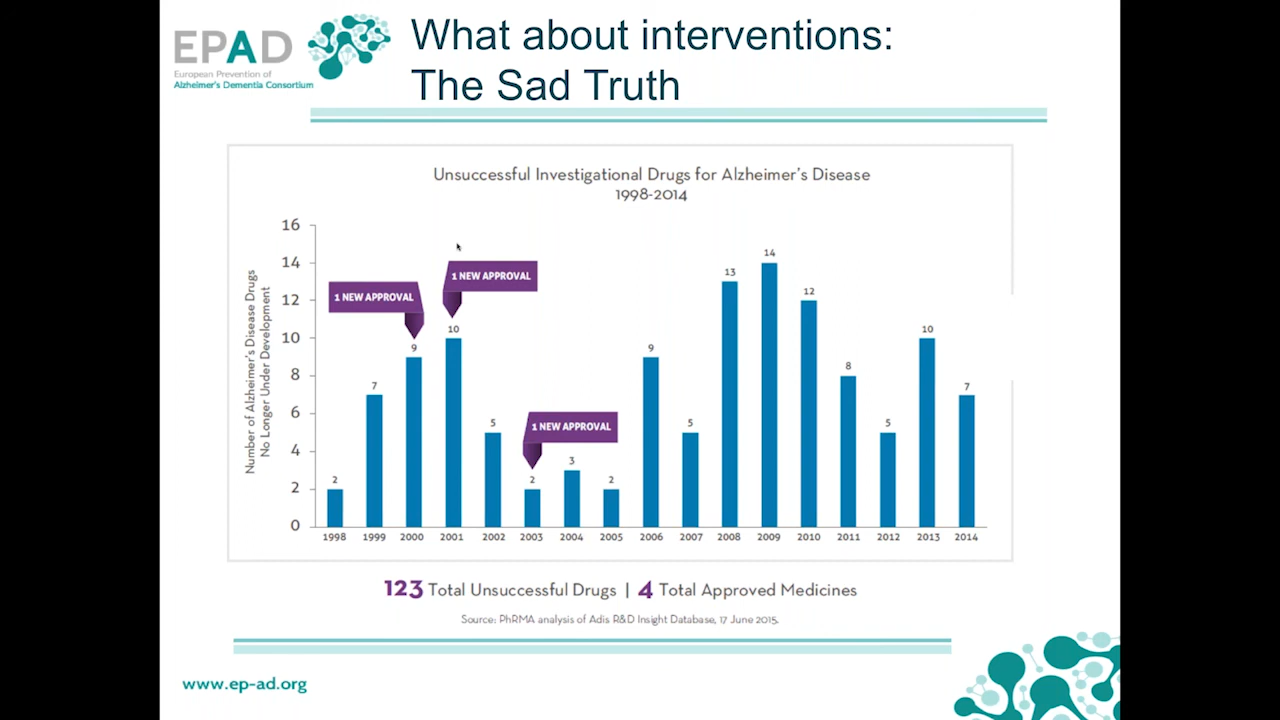 EPAD
European Prevention of
Alzheimer's Dementia Consortium
What about interventions:
The Sad Truth
Unsuccessful Investigational Drugs for Alzheimer's Disease
1998-2014
Number of Alzheimer's Disease Drugs
No Longer Under Development
16
14
12
10
8
6
4
2
0
1 NEW APPROVAL
1 NEW APPROVAL
1 NEW APPROVAL
2
7
9
10
5
2
3
2
9
5
13
14
12
8
5
10
7
1998 1999 2000 2001 2002 2003 2004 2005 2006 2007 2008 2009 2010 2011 2012 2013 2014
123 Total Unsuccessful Drugs | 4 Total Approved Medicines
Source: PhRMA analysis of Adis R&D Insight Database, 17 June 2015.
www.ep-ad.org